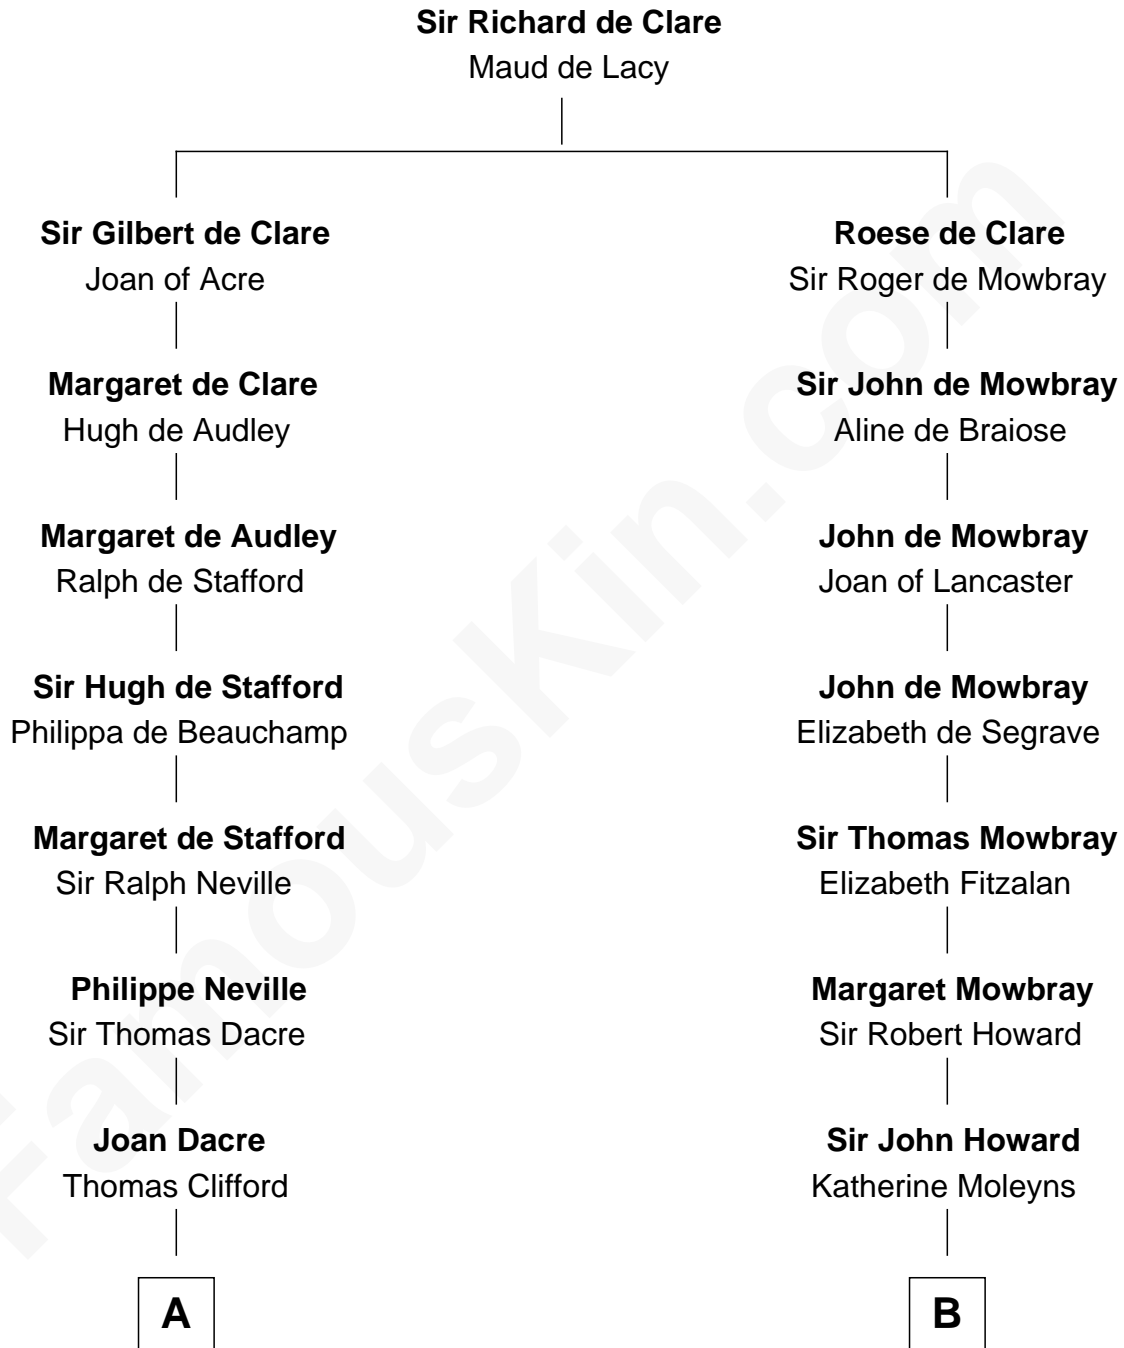 Sir Richard de Clare
Maud de Lacy
Sir Gilbert de Clare
Joan of Acre
Roese de Clare
Sir Roger de Mowbray
Margaret de Clare
Hugh de Audley
Sir John de Mowbray
Aline de Braiose
Margaret de Audley
Ralph de Stafford
John de Mowbray
Joan of Lancaster
Sir Hugh de Stafford
Philippa de Beauchamp
John de Mowbray
Elizabeth de Segrave
Margaret de Stafford
Sir Ralph Neville
Sir Thomas Mowbray
Elizabeth Fitzalan
Philippe Neville
Sir Thomas Dacre
Margaret Mowbray
Sir Robert Howard
Joan Dacre
Thomas Clifford
Sir John Howard
Katherine Moleyns
A
B
FamousKin.com